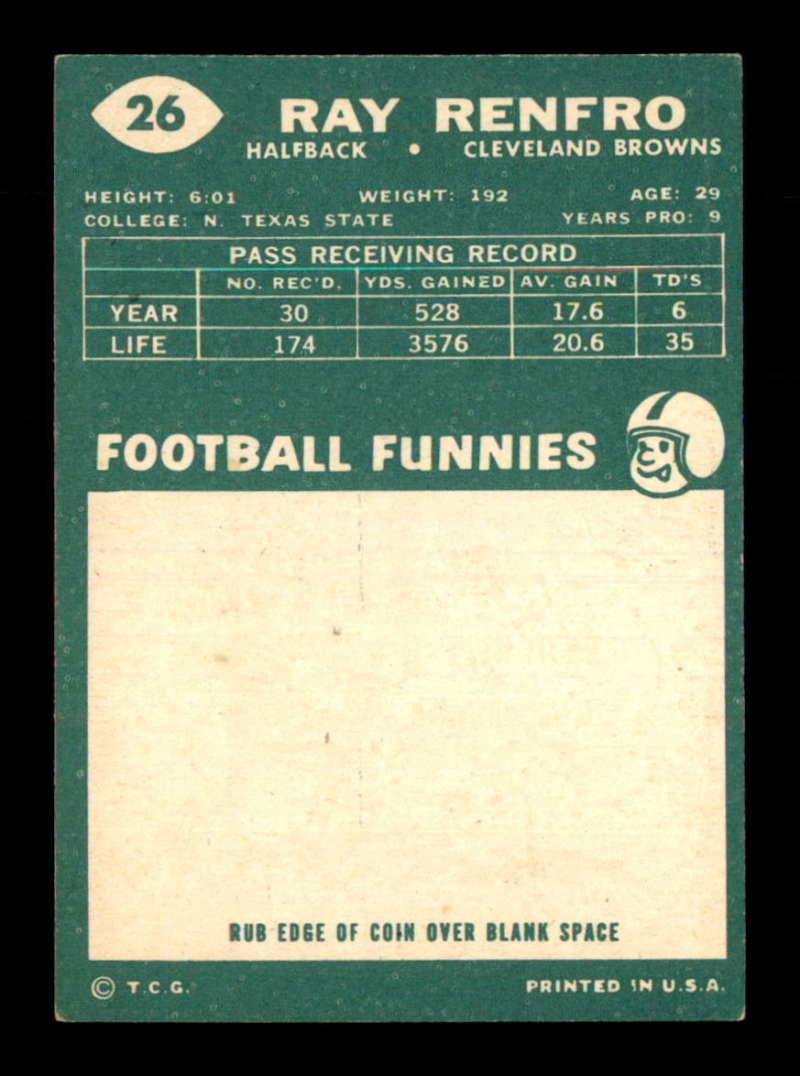 26
RAY RENFRO
HALFBACK • CLEVELAND BROWNS
HEIGHT: 6:01 WEIGHT: 192 AGE: 29
COLLEGE: N. TEXAS STATE YEARS PRO: 9
PASS RECEIVING RECORD
NO. REC'D. YDS. GAINED AV. GAIN TD'S
YEAR 30 528 17.6 6
LIFE 174 3576 20.6 35
FOOTBALL FUNNIES
RUB EDGE OF COIN OVER BLANK SPACE
© T.C.G. PRINTED IN U.S.A.